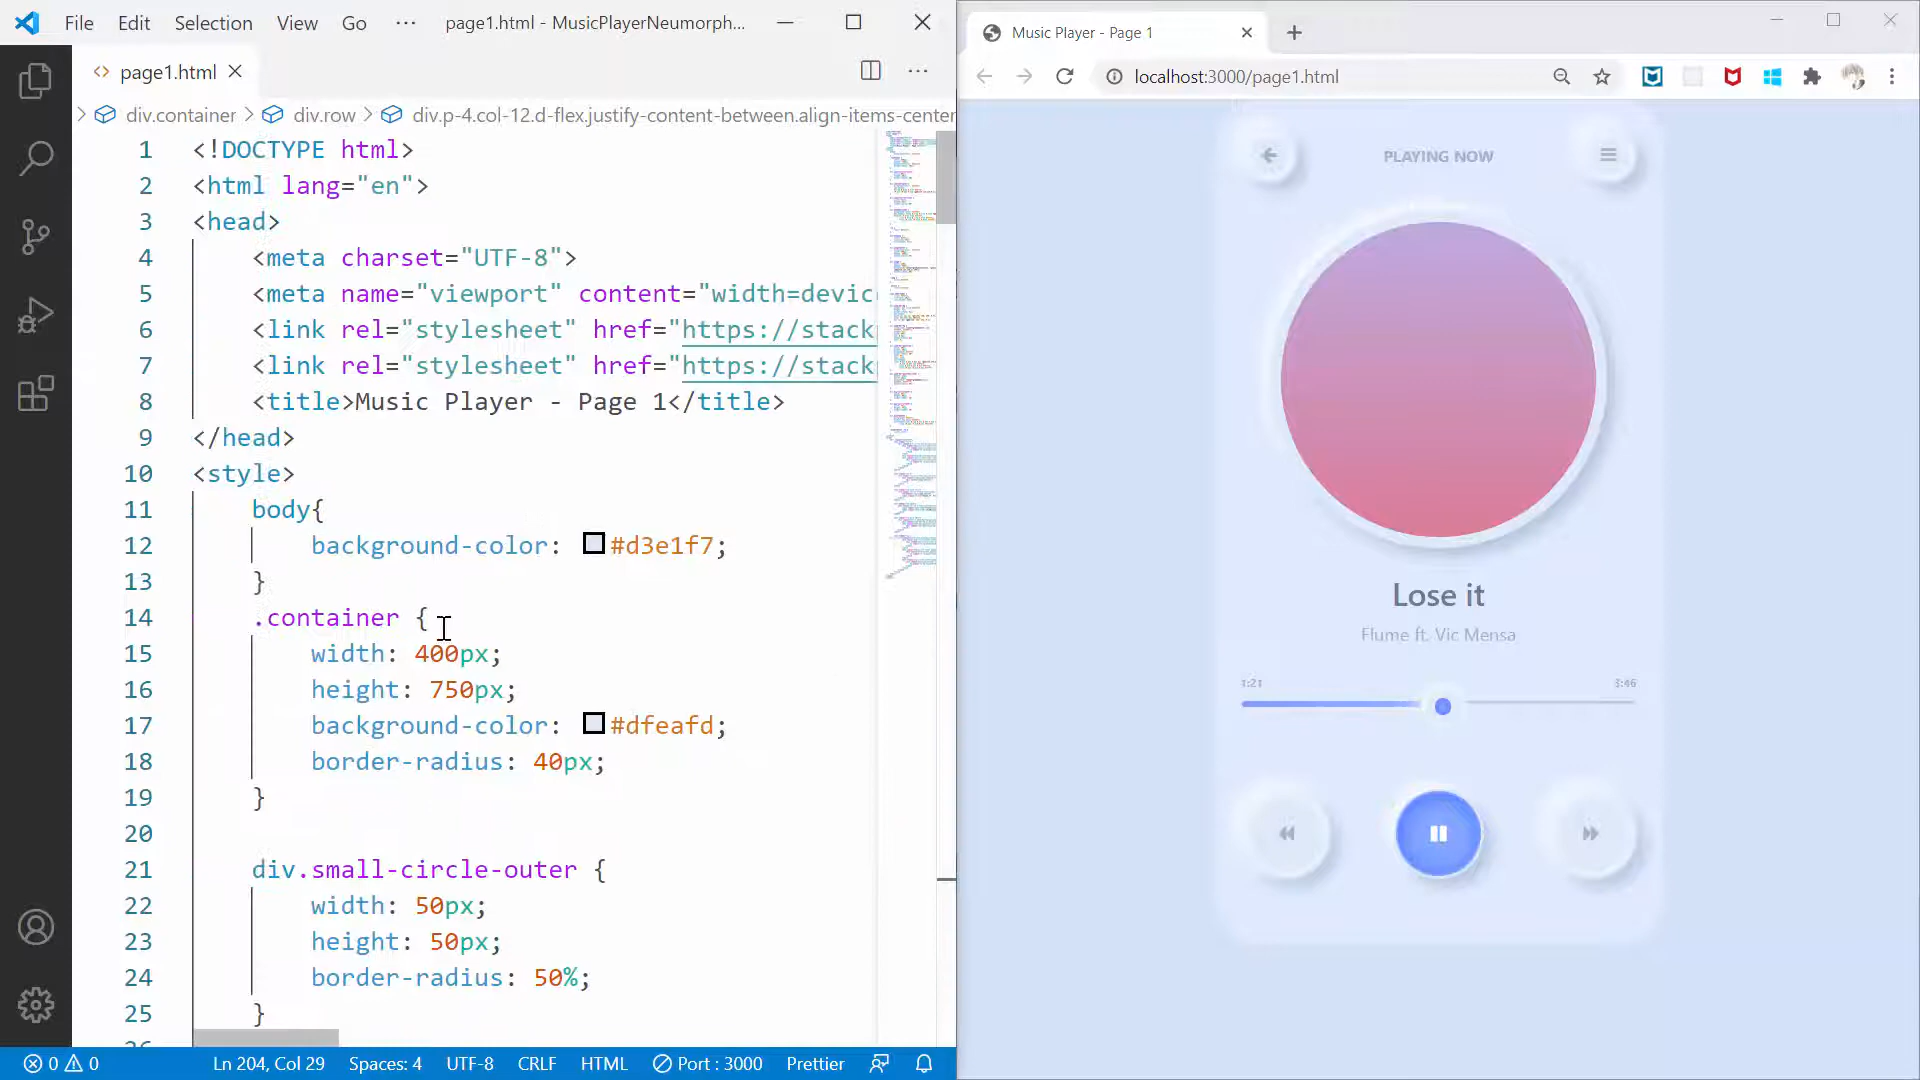 File Edit Selection View Go ··· page1.html - MusicPlayerNeumorph...
page1.html
div.container > div.row > div.p-4.col-12.d-flex.justify-content-between.align-items-center
1 <!DOCTYPE html>
2 <html lang="en">
3 <head>
4 <meta charset="UTF-8">
5 <meta name="viewport" content="width=devic
6 <link rel="stylesheet" href="https://stackp
7 <link rel="stylesheet" href="https://stackp
8 <title>Music Player - Page 1</title>
9 </head>
10 <style>
11 body{
12 background-color: #d3e1f7;
13 }
14 .container {
15 width: 400px;
16 height: 750px;
17 background-color: #dfeafd;
18 border-radius: 40px;
19 }
20
21 div.small-circle-outer {
22 width: 50px;
23 height: 50px;
24 border-radius: 50%;
25 }
0 0 Ln 204, Col 29 Spaces: 4 UTF-8 CRLF HTML Port : 3000 Prettier
Music Player - Page 1
localhost:3000/page1.html
PLAYING NOW
Lose it
Flume ft. Vic Mensa
1:21 3:46